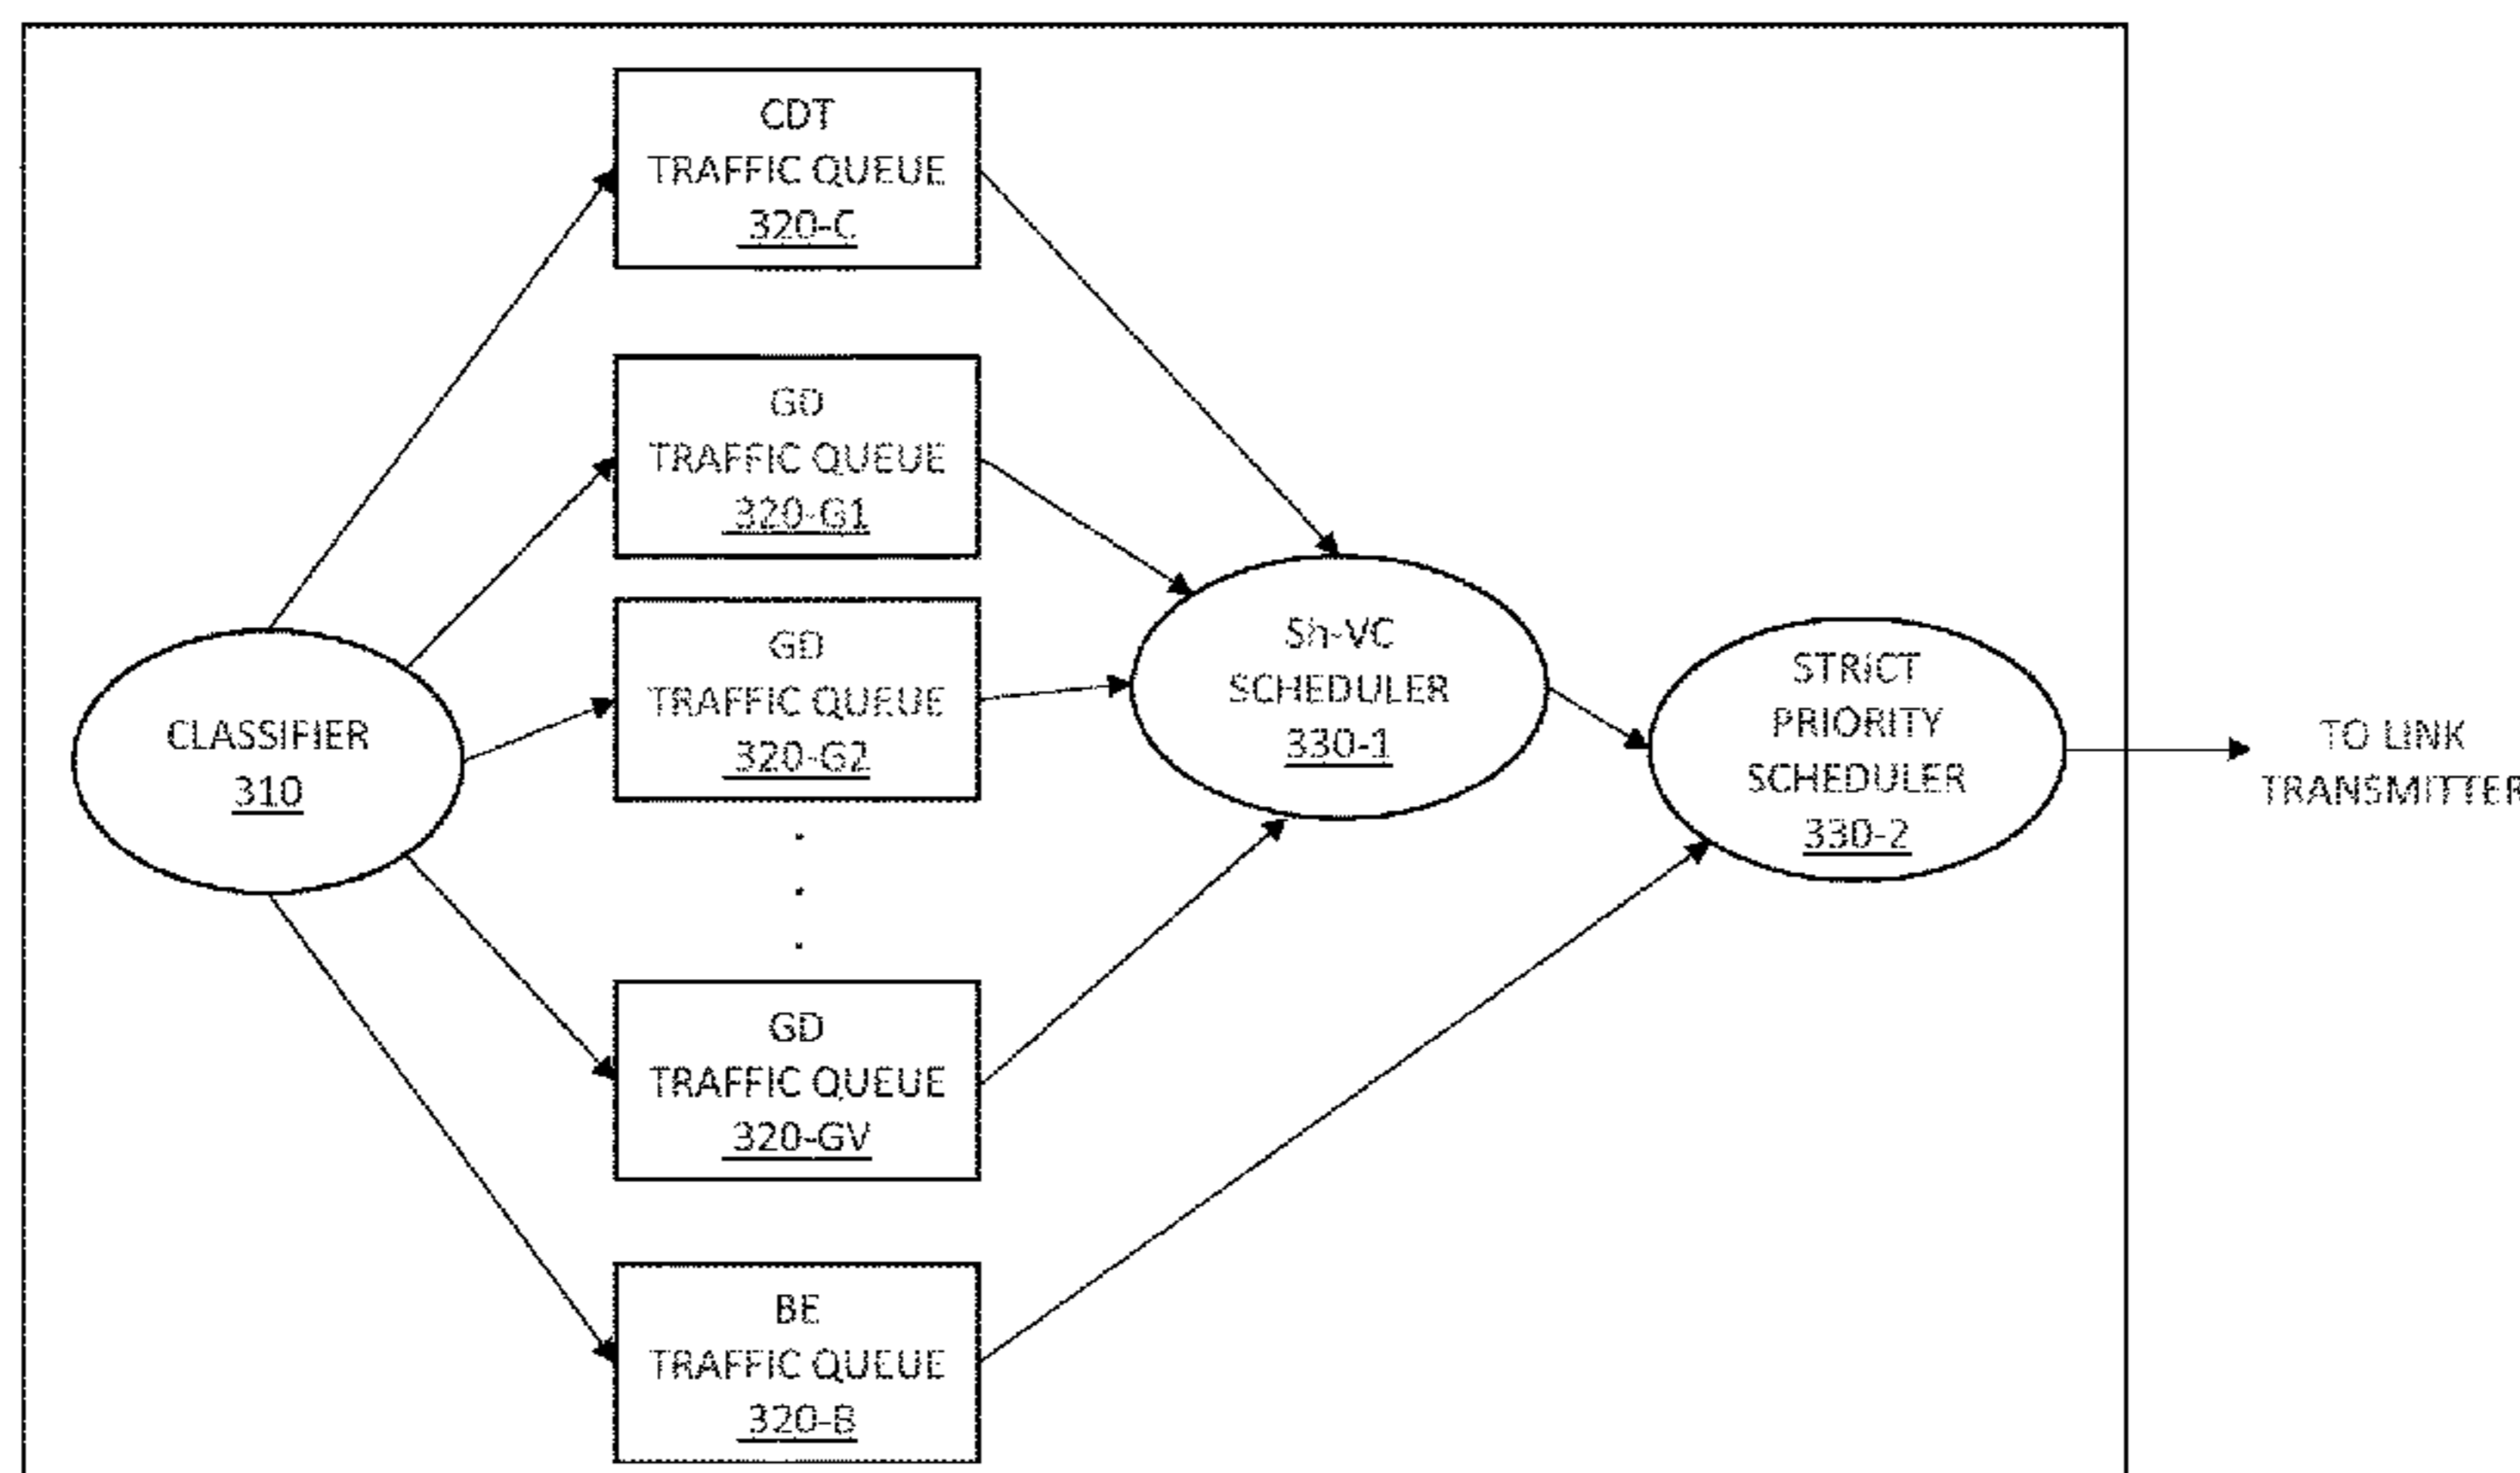 CDT
TRAFFIC QUEUE
320-C
GD
TRAFFIC QUEUE
320-G1
GD
TRAFFIC QUEUE
320-G2
CLASSIFIER
310
Sh-VC
SCHEDULER
330-1
STRICT
PRIORITY
SCHEDULER
330-2
TO LINK
TRANSMITTER
GD
TRAFFIC QUEUE
320-GV
BE
TRAFFIC QUEUE
320-B